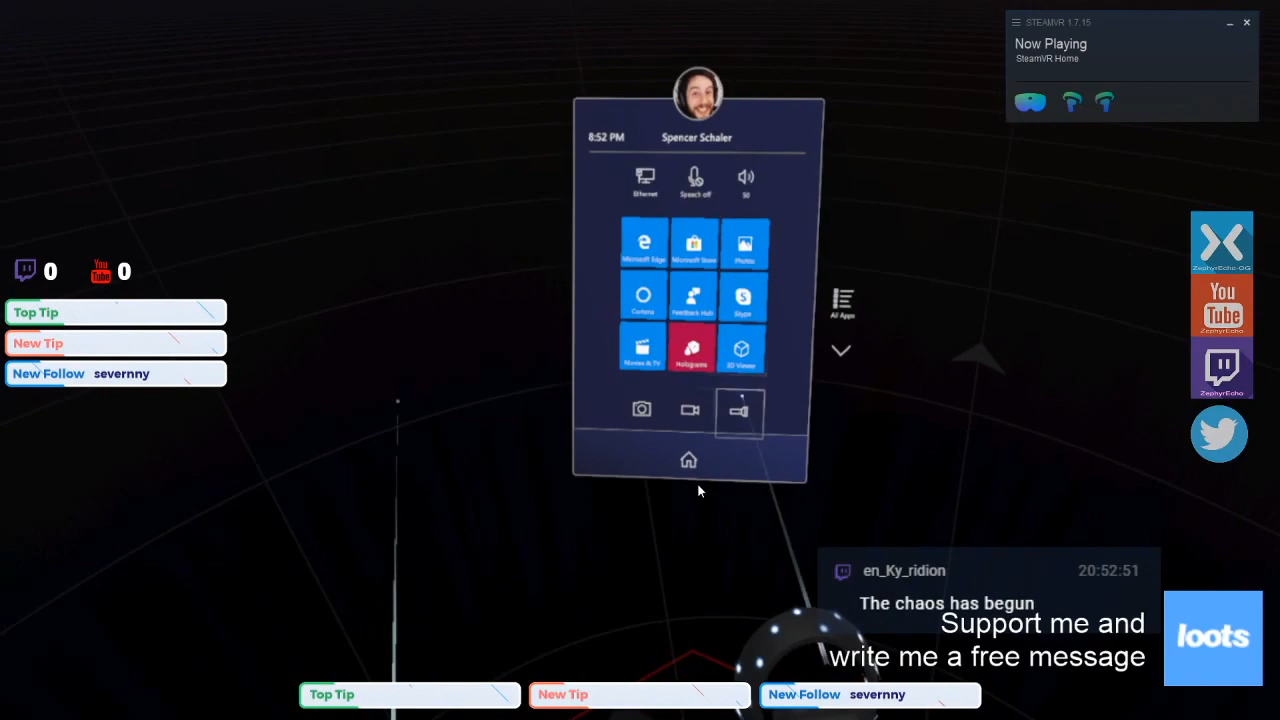 STEAMVR 1.7.15
Now Playing
SteamVR Home
8:52 PM
Spencer Schaler
Ethernet
Speech off
50
Microsoft Edge
Microsoft Store
Photos
Cortana
Feedback Hub
Skype
Movies & TV
Holograms
3D Viewer
All Apps
0
You
Tube
0
Top Tip
New Tip
New Follow severnny
ZephyrEcho-OG
You
Tube
ZephyrEcho
ZephyrEcho
en_Ky_ridion
20:52:51
The chaos has begun
Support me and
write me a free message
loots
Top Tip
New Tip
New Follow severnny